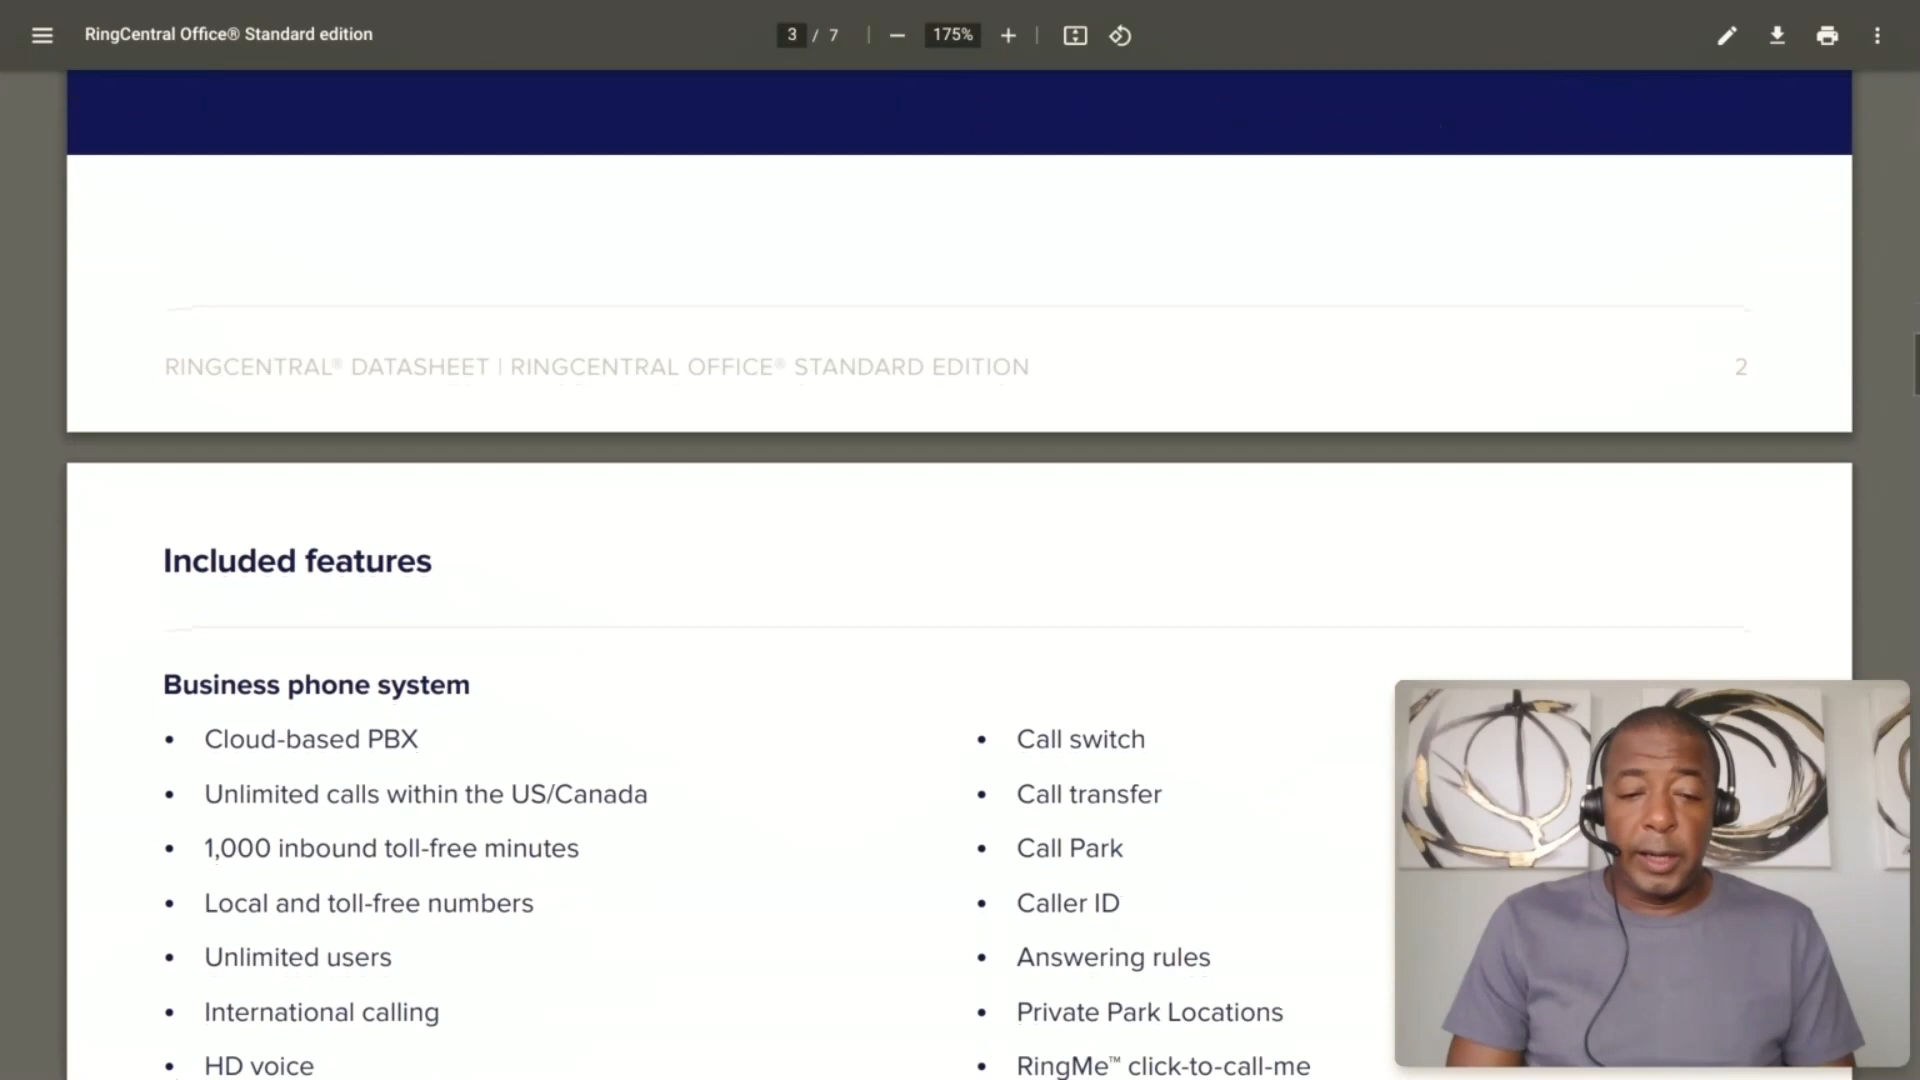 RingCentral Office® Standard edition
3 / 7
175%
RINGCENTRAL® DATASHEET | RINGCENTRAL OFFICE® STANDARD EDITION
2
Included features
Business phone system
• Cloud-based PBX
• Unlimited calls within the US/Canada
• 1,000 inbound toll-free minutes
• Local and toll-free numbers
• Unlimited users
• International calling
• HD voice
• Call switch
• Call transfer
• Call Park
• Caller ID
• Answering rules
• Private Park Locations
• RingMe™ click-to-call-me